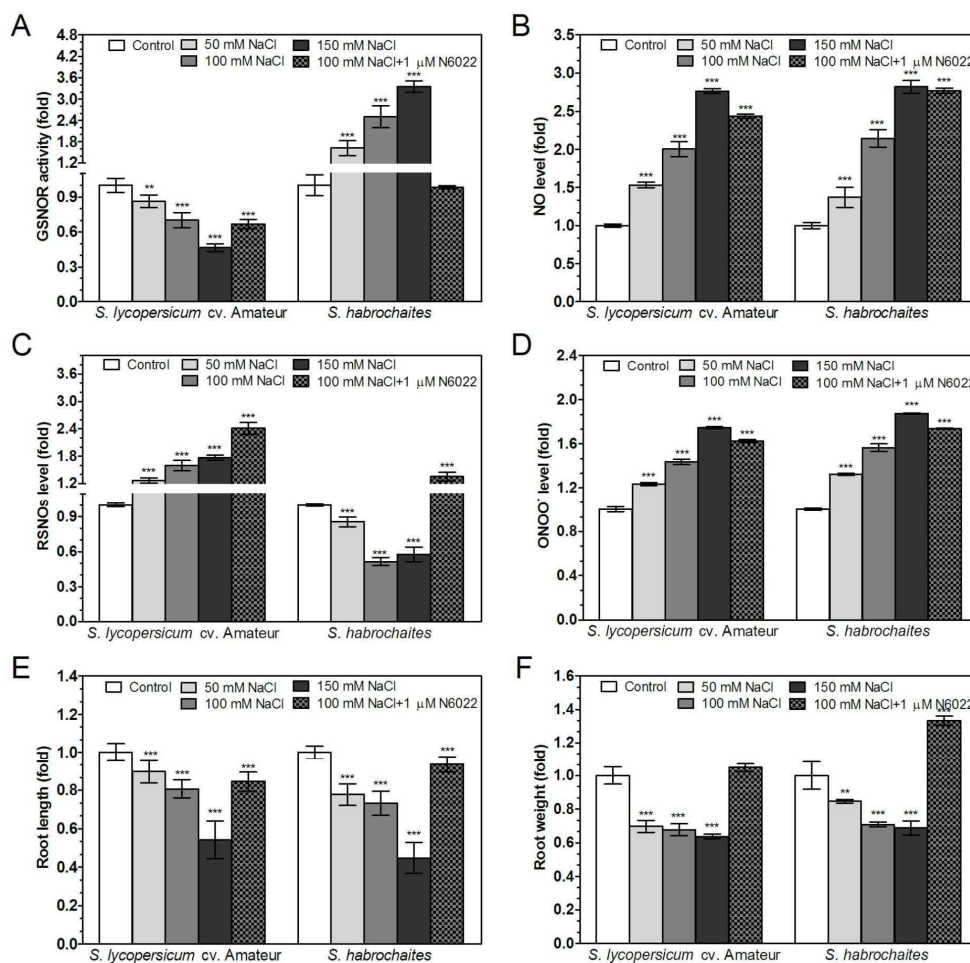 A
GSNOR activity (fold)
4.8
4.2
3.6
3.0
2.4
1.8
1.2
0.9
0.6
0.3
0.0
Control
50 mM NaCl
150 mM NaCl
100 mM NaCl
100 mM NaCl+1 μM N6022
**
***
***
***
***
***
***
S. lycopersicum cv. Amateur
S. habrochaites
B
NO level (fold)
3.5
3.0
2.5
2.0
1.5
1.0
0.5
0.0
Control
50 mM NaCl
150 mM NaCl
100 mM NaCl
100 mM NaCl+1 μM N6022
***
***
***
***
***
***
***
***
S. lycopersicum cv. Amateur
S. habrochaites
C
RSNOs level (fold)
3.6
3.0
2.4
1.8
1.2
0.9
0.6
0.3
0.0
Control
50 mM NaCl
150 mM NaCl
100 mM NaCl
100 mM NaCl+1 μM N6022
***
***
***
***
***
***
***
***
S. lycopersicum cv. Amateur
S. habrochaites
D
ONOO- level (fold)
2.4
2.0
1.6
1.2
0.8
0.4
0.0
Control
50 mM NaCl
150 mM NaCl
100 mM NaCl
100 mM NaCl+1 μM N6022
***
***
***
***
***
***
***
***
S. lycopersicum cv. Amateur
S. habrochaites
E
Root length (fold)
1.4
1.2
1.0
0.8
0.6
0.4
0.2
0.0
Control
50 mM NaCl
150 mM NaCl
100 mM NaCl
100 mM NaCl+1 μM N6022
***
***
***
***
***
***
***
***
S. lycopersicum cv. Amateur
S. habrochaites
F
Root weight (fold)
1.6
1.4
1.2
1.0
0.8
0.6
0.4
0.2
0.0
Control
50 mM NaCl
150 mM NaCl
100 mM NaCl
100 mM NaCl+1 μM N6022
***
***
***
**
***
***
***
S. lycopersicum cv. Amateur
S. habrochaites